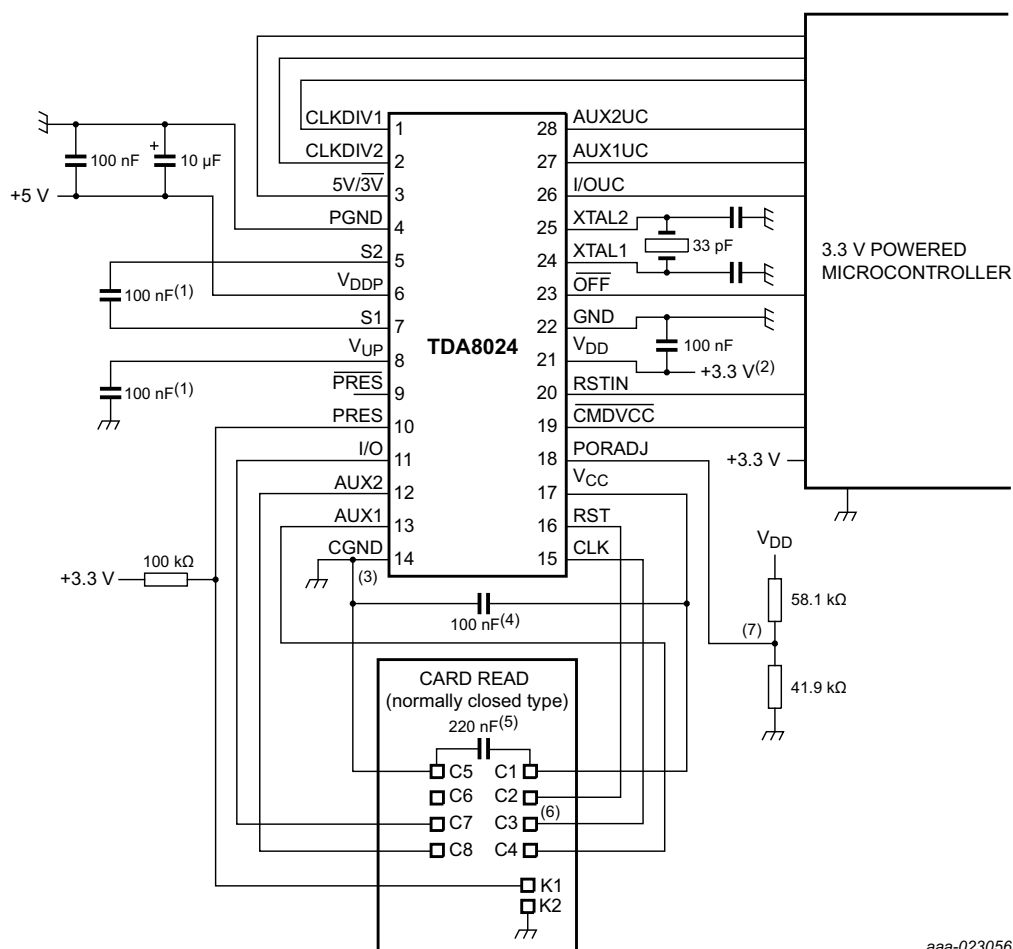 CLKDIV1
1
CLKDIV2
2
5V/3V
3
PGND
4
S2
5
VDDP
6
S1
7
VUP
8
PRES
9
PRES
10
I/O
11
AUX2
12
AUX1
13
CGND
14
(3)
TDA8024
28
AUX2UC
27
AUX1UC
26
I/OUC
25
XTAL2
24
XTAL1
23
OFF
22
GND
21
VDD
20
RSTIN
19
CMDVCC
18
PORADJ
17
VCC
16
RST
15
CLK
100 nF
+
10 µF
+5 V
100 nF(1)
100 nF(1)
33 pF
100 nF
+3.3 V(2)
3.3 V POWERED
MICROCONTROLLER
+3.3 V
VDD
58.1 kΩ
(7)
41.9 kΩ
100 kΩ
+3.3 V
100 nF(4)
CARD READ
(normally closed type)
220 nF(5)
C5 C1
C6 C2
(6)
C7 C3
C8 C4
K1
K2
aaa-023056